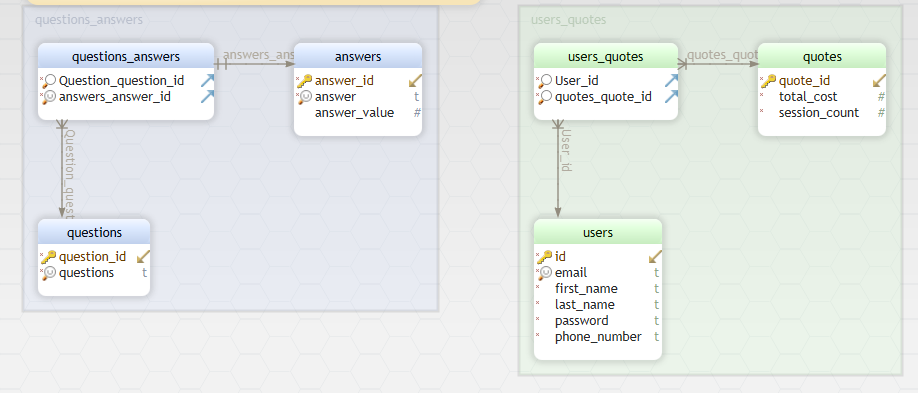 questions_answers
questions_answers
Question_question_id
answers_answer_id
answers_ans
answers
answer_id
answer t
answer_value #
Question_quest
questions
question_id
questions t
users_quotes
users_quotes
User_id
quotes_quote_id
quotes_quot
quotes
quote_id
total_cost #
session_count #
User_id
users
id
email t
first_name t
last_name t
password t
phone_number t